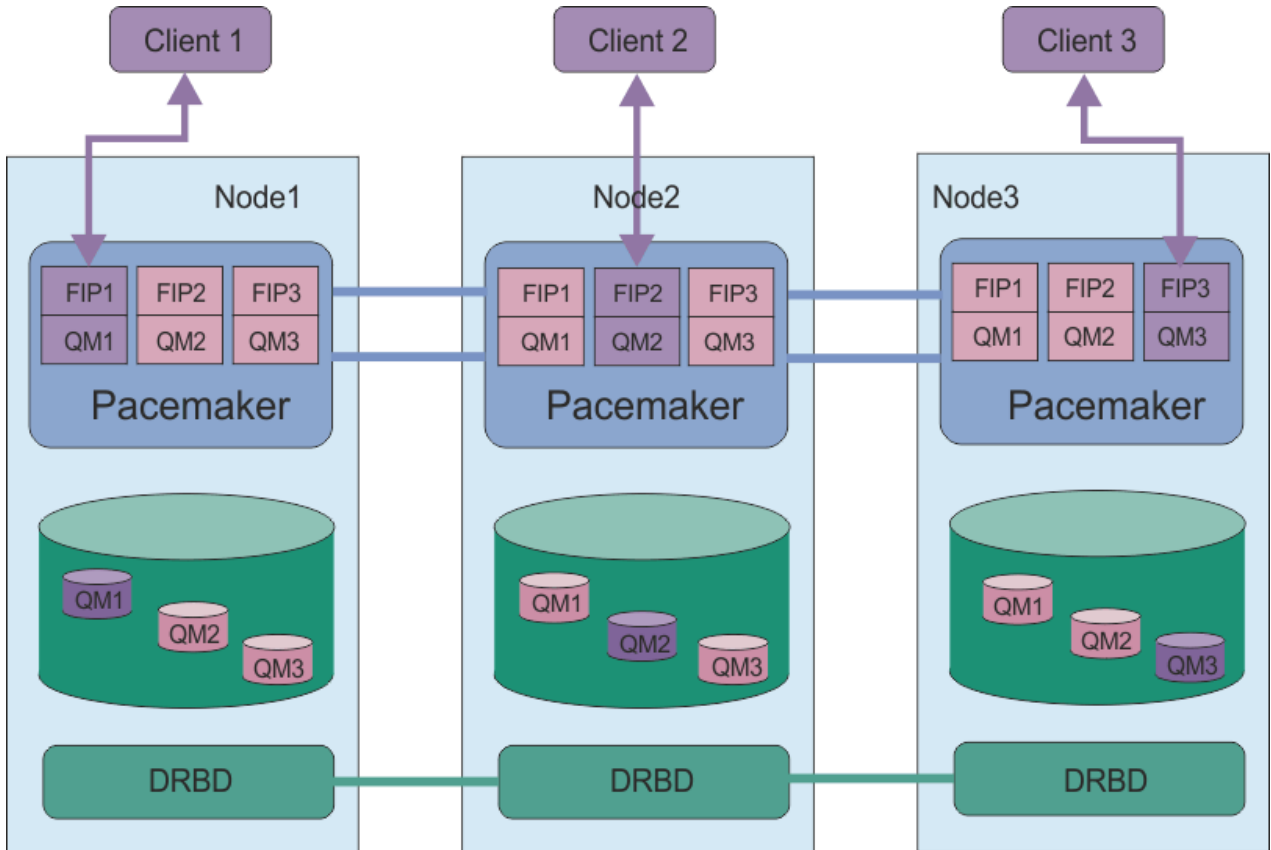 Client 1
Client 2
Client 3
Node1
Node2
Node3
FIP1 FIP2 FIP3
QM1 QM2 QM3
Pacemaker
FIP1 FIP2 FIP3
QM1 QM2 QM3
Pacemaker
FIP1 FIP2 FIP3
QM1 QM2 QM3
Pacemaker
QM1
QM2
QM3
QM1
QM2
QM3
QM1
QM2
QM3
DRBD
DRBD
DRBD